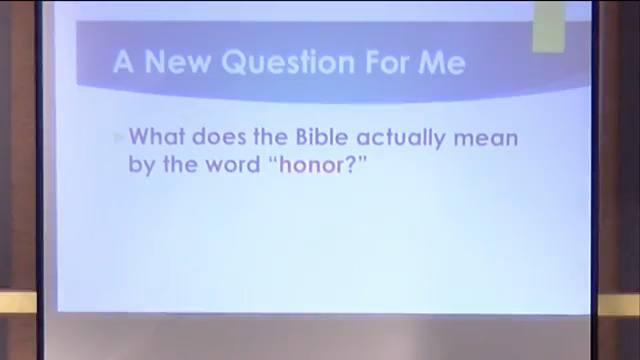 A New Question For Me
What does the Bible actually mean
by the word “honor?”